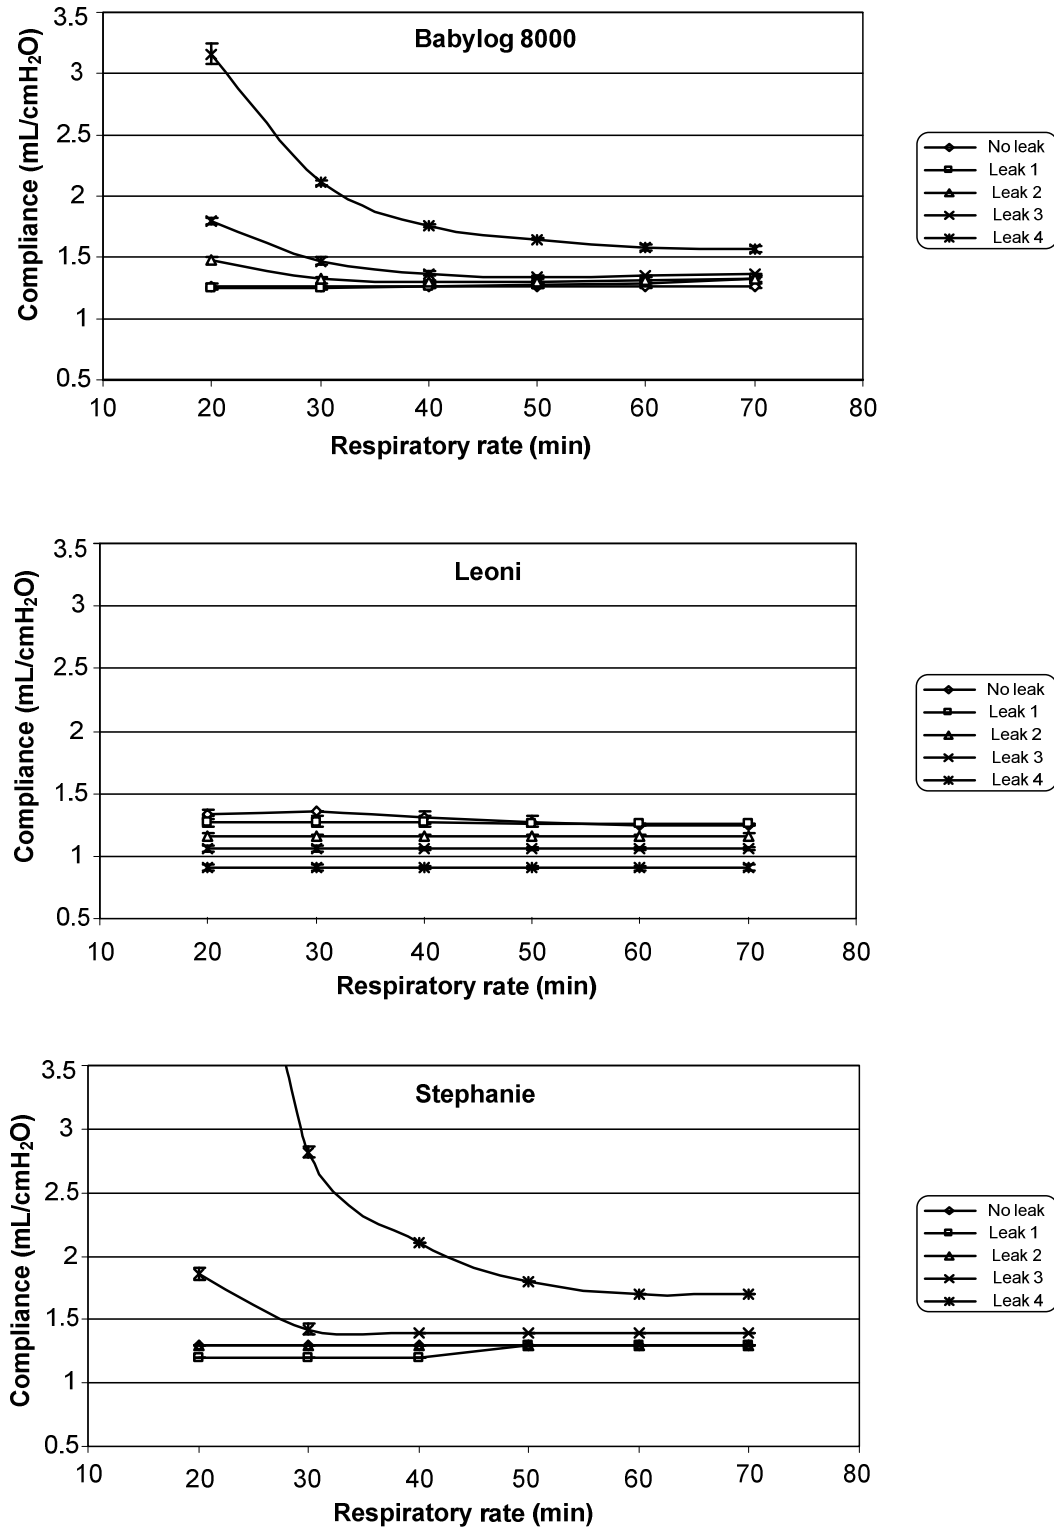 Babylog 8000
Compliance (mL/cmH₂O)
3.5
3
2.5
2
1.5
1
0.5
10 20 30 40 50 60 70 80
Respiratory rate (min)
No leak
Leak 1
Leak 2
Leak 3
Leak 4
Leoni
Compliance (mL/cmH₂O)
3.5
3
2.5
2
1.5
1
0.5
10 20 30 40 50 60 70 80
Respiratory rate (min)
No leak
Leak 1
Leak 2
Leak 3
Leak 4
Stephanie
Compliance (mL/cmH₂O)
3.5
3
2.5
2
1.5
1
0.5
10 20 30 40 50 60 70 80
Respiratory rate (min)
No leak
Leak 1
Leak 2
Leak 3
Leak 4